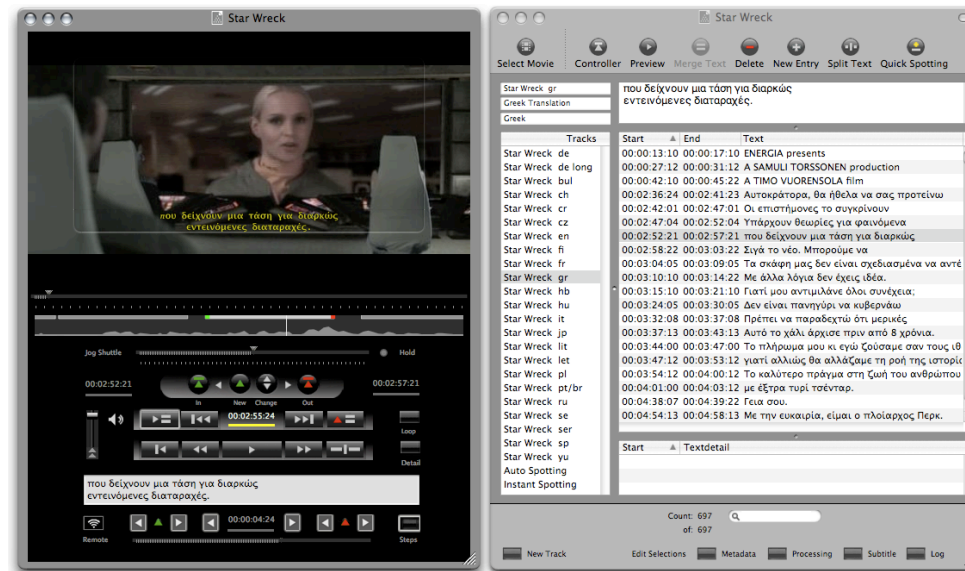 Star Wreck
που δείχνουν μια τάση για διαρκώς
εντεινόμενες διαταραχές.
Jog Shuttle
Hold
00:02:52:21
In
New
Change
Out
00:02:57:21
00:02:55:24
Loop
Detail
που δείχνουν μια τάση για διαρκώς
εντεινόμενες διαταραχές.
Remote
00:00:04:24
Steps
Star Wreck
Select Movie
Controller
Preview
Merge Text
Delete
New Entry
Split Text
Quick Spotting
Star Wreck gr
Greek Translation
Greek
που δείχνουν μια τάση για διαρκώς
εντεινόμενες διαταραχές.
Tracks
Star Wreck de
Star Wreck de long
Star Wreck bul
Star Wreck ch
Star Wreck cr
Star Wreck cz
Star Wreck en
Star Wreck fi
Star Wreck fr
Star Wreck gr
Star Wreck hb
Star Wreck hu
Star Wreck it
Star Wreck jp
Star Wreck lit
Star Wreck let
Star Wreck pl
Star Wreck pt/br
Star Wreck ru
Star Wreck se
Star Wreck ser
Star Wreck sp
Star Wreck yu
Auto Spotting
Instant Spotting
Start End Text
00:00:13:10 00:00:17:10 ENERGIA presents
00:00:27:12 00:00:31:12 A SAMULI TORSSONEN production
00:00:42:10 00:00:45:22 A TIMO VUORENSOLA film
00:02:36:24 00:02:41:23 Αυτοκράτορα, θα ήθελα να σας προτείνω
00:02:42:01 00:02:47:01 Οι επιστήμονες το συγκρίνουν
00:02:47:04 00:02:52:04 Υπάρχουν θεωρίες για φαινόμενα
00:02:52:21 00:02:57:21 που δείχνουν μια τάση για διαρκώς
00:02:58:22 00:03:03:22 Σιγά το νέο. Μπορούμε να
00:03:04:05 00:03:09:05 Τα σκάφη μας δεν είναι σχεδιασμένα να αντέ
00:03:10:10 00:03:14:22 Με άλλα λόγια δεν έχεις ιδέα.
00:03:15:10 00:03:21:10 Γιατί μου αντιμιλάνε όλοι συνέχεια;
00:03:24:05 00:03:30:05 Δεν είναι πανηγύρι να κυβερνάω
00:03:32:08 00:03:37:08 Πρέπει να παραδεχτώ ότι μερικές
00:03:37:13 00:03:43:13 Αυτό το χάλι άρχισε πριν από 8 χρόνια.
00:03:44:00 00:03:47:00 Το πλήρωμα μου κι εγώ ζούσαμε σαν τους ιθ
00:03:47:12 00:03:53:12 γιατί αλλιώς θα αλλάζαμε τη ροή της ιστορίς
00:03:54:12 00:04:00:12 Το καλύτερο πράγμα στη ζωή του ανθρώπου
00:04:01:00 00:04:03:12 με έξτρα τυρί τσένταρ.
00:04:38:07 00:04:39:22 Γεια σου.
00:04:54:13 00:04:58:13 Με την ευκαιρία, είμαι ο πλοίαρχος Περκ.
Start Textdetail
Count: 697
of: 697
New Track
Edit Selections
Metadata
Processing
Subtitle
Log